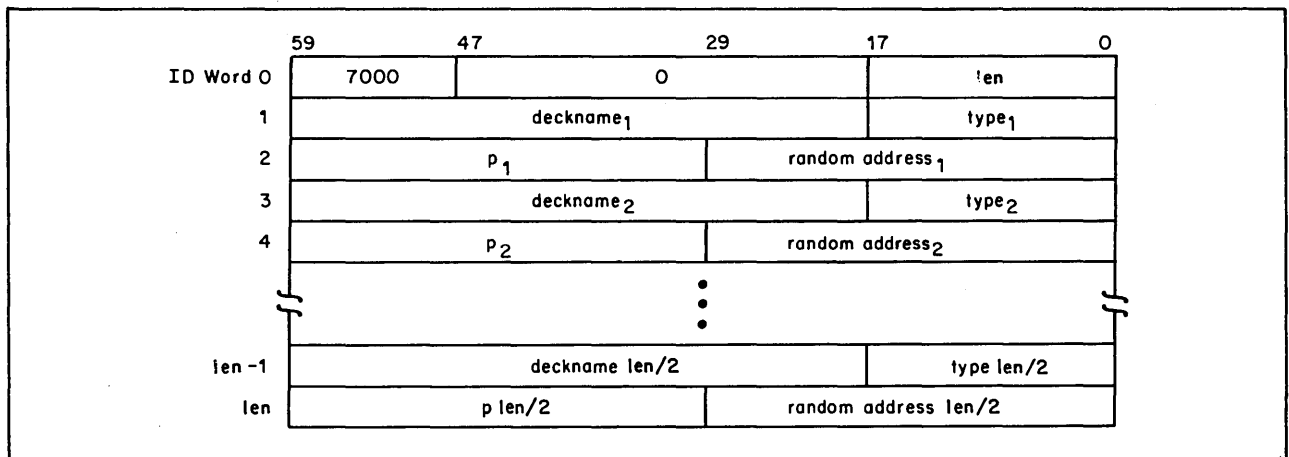 59 47 29 17 0
ID Word 0 7000 0 len
1 deckname₁ type₁
2 p₁ random address₁
3 deckname₂ type₂
4 p₂ random address₂
len-1 deckname len/2 type len/2
len p len/2 random address len/2